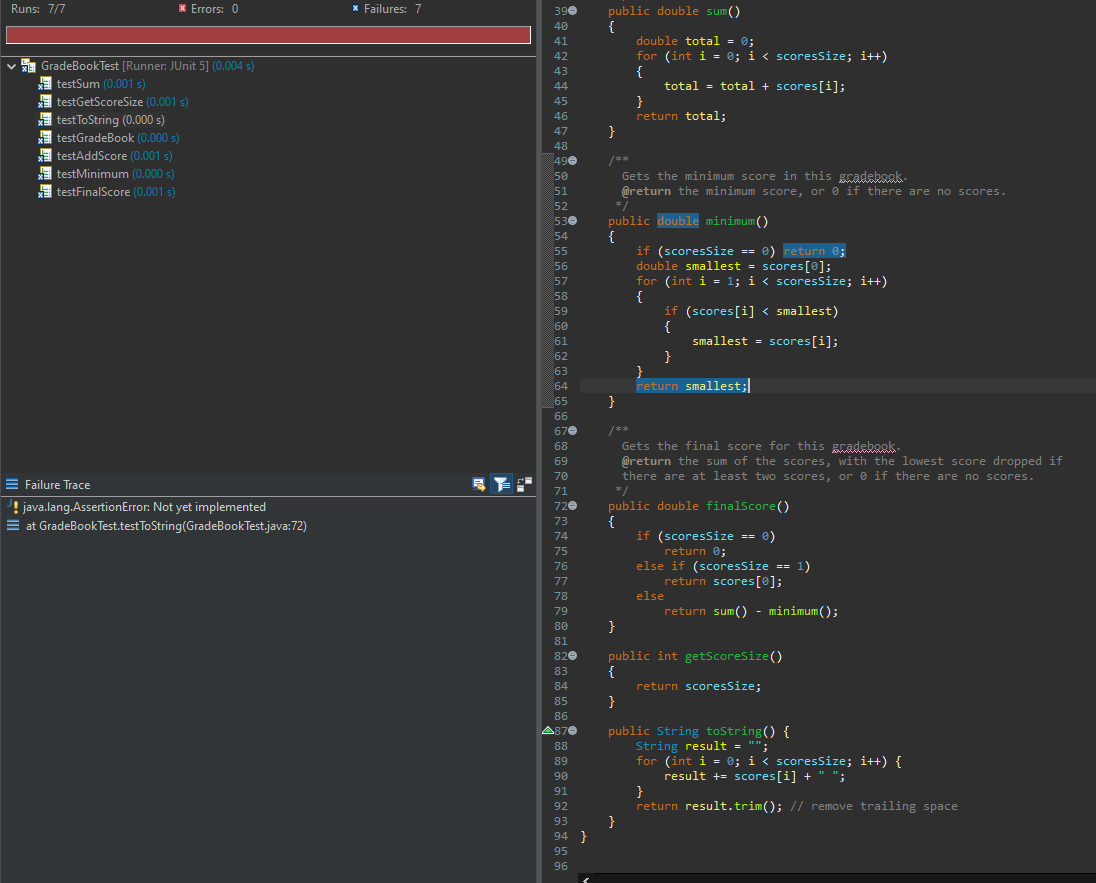 Runs: 7/7 Errors: 0 Failures: 7
GradeBookTest [Runner: JUnit 5] (0.004 s)
testSum (0.001 s)
testGetScoreSize (0.001 s)
testToString (0.000 s)
testGradeBook (0.000 s)
testAddScore (0.001 s)
testMinimum (0.000 s)
testFinalScore (0.001 s)
Failure Trace
java.lang.AssertionError: Not yet implemented
at GradeBookTest.testToString(GradeBookTest.java:72)
39 public double sum()
40 {
41 double total = 0;
42 for (int i = 0; i < scoresSize; i++)
43 {
44 total = total + scores[i];
45 }
46 return total;
47 }
48
49 /**
50 Gets the minimum score in this gradebook.
51 @return the minimum score, or 0 if there are no scores.
52 */
53 public double minimum()
54 {
55 if (scoresSize == 0) return 0;
56 double smallest = scores[0];
57 for (int i = 1; i < scoresSize; i++)
58 {
59 if (scores[i] < smallest)
60 {
61 smallest = scores[i];
62 }
63 }
64 return smallest;
65 }
66
67 /**
68 Gets the final score for this gradebook.
69 @return the sum of the scores, with the lowest score dropped if
70 there are at least two scores, or 0 if there are no scores.
71 */
72 public double finalScore()
73 {
74 if (scoresSize == 0)
75 return 0;
76 else if (scoresSize == 1)
77 return scores[0];
78 else
79 return sum() - minimum();
80 }
81
82 public int getScoreSize()
83 {
84 return scoresSize;
85 }
86
87 public String toString() {
88 String result = "";
89 for (int i = 0; i < scoresSize; i++) {
90 result += scores[i] + " ";
91 }
92 return result.trim(); // remove trailing space
93 }
94 }
95
96